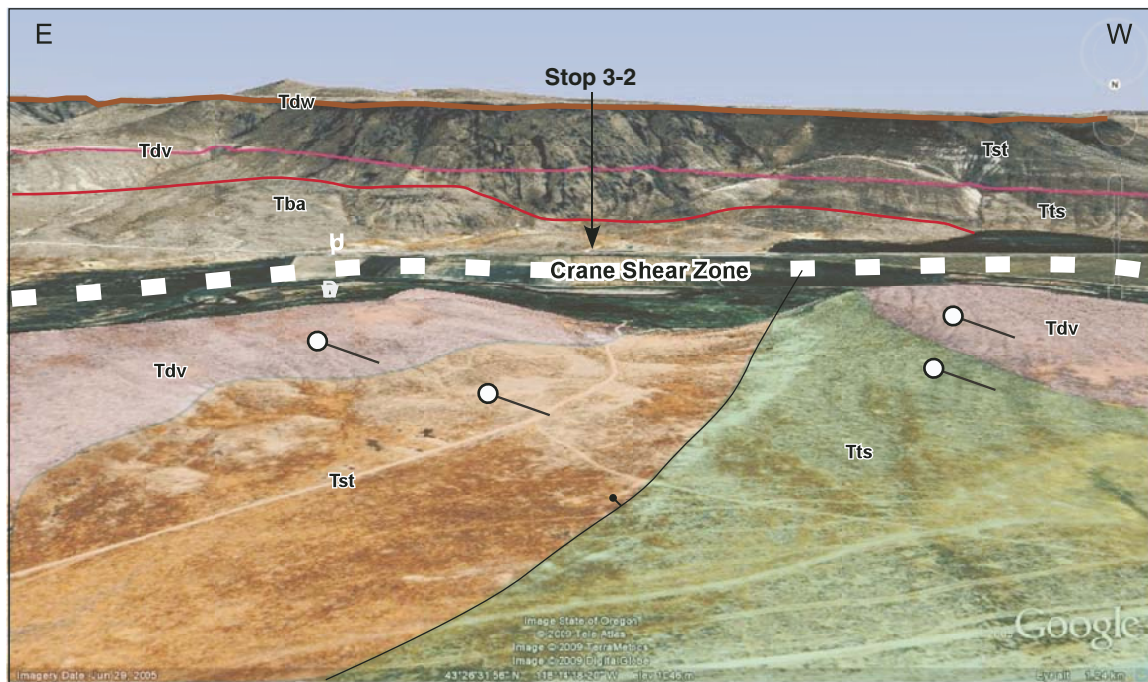 E
W
N
Stop 3-2
Tdw
Tdv
Tst
Tba
Tts
U
D
Crane Shear Zone
Tdv
Tdv
Tst
Tts
Image State of Oregon
© 2009 Tele Atlas
Image © 2009 TerraMetrics
Image © 2009 DigitalGlobe
Google
Imagery Date: Jun 29, 2005